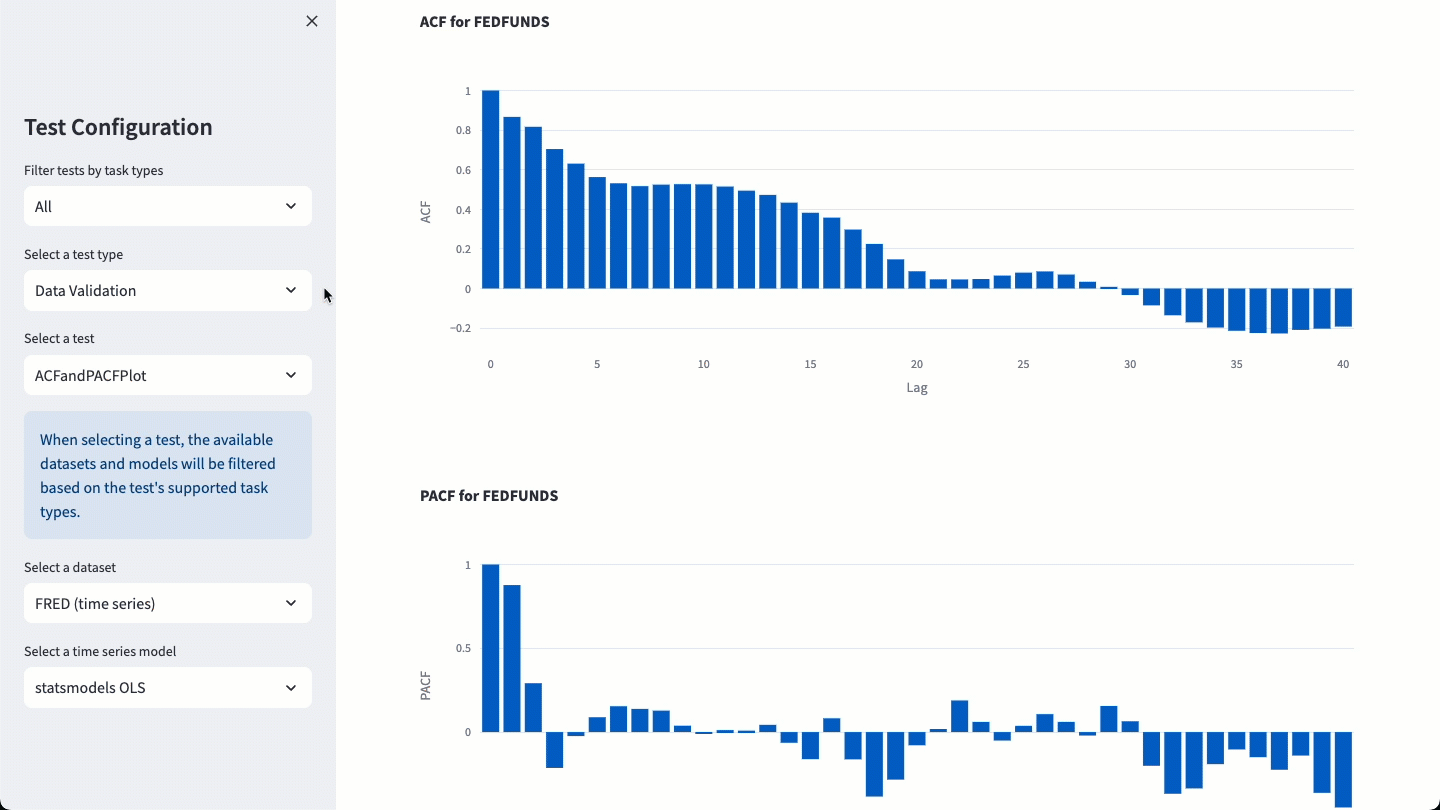 Test Configuration
Filter tests by task types
All
Select a test type
Data Validation
Select a test
ACFandPACFPlot
When selecting a test, the available
datasets and models will be filtered
based on the test's supported task
types.
Select a dataset
FRED (time series)
Select a time series model
statsmodels OLS
ACF for FEDFUNDS
1
0.8
0.6
0.4
0.2
0
−0.2
ACF
0 5 10 15 20 25 30 35 40
Lag
PACF for FEDFUNDS
1
0.5
0
PACF